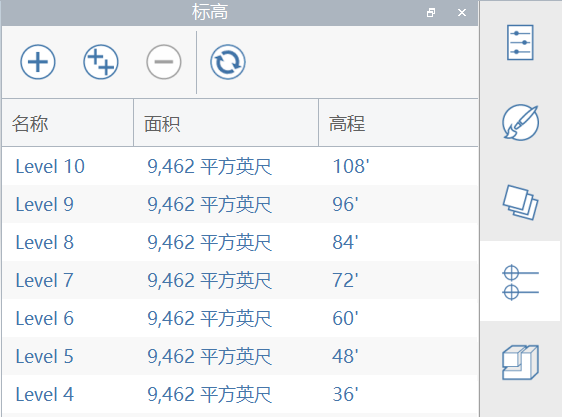 标高
名称 面积 高程
Level 10 9,462 平方英尺 108'
Level 9 9,462 平方英尺 96'
Level 8 9,462 平方英尺 84'
Level 7 9,462 平方英尺 72'
Level 6 9,462 平方英尺 60'
Level 5 9,462 平方英尺 48'
Level 4 9,462 平方英尺 36'